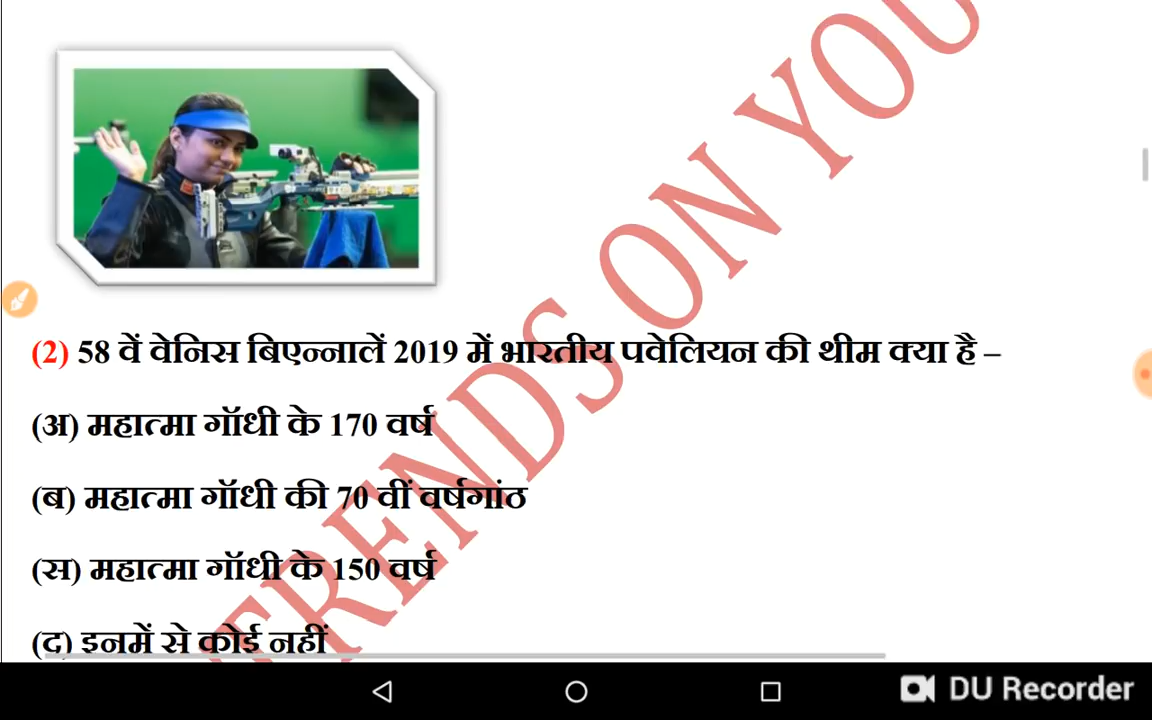 (2) 58 वें वेनिस बिएन्नालें 2019 में भारतीय पवेलियन की थीम क्या है –
(अ) महात्मा गॉधी के 170 वर्ष
(ब) महात्मा गॉधी की 70 वीं वर्षगांठ
(स) महात्मा गॉधी के 150 वर्ष
(द) इनमें से कोई नहीं
TRENDS ON YOU
DU Recorder